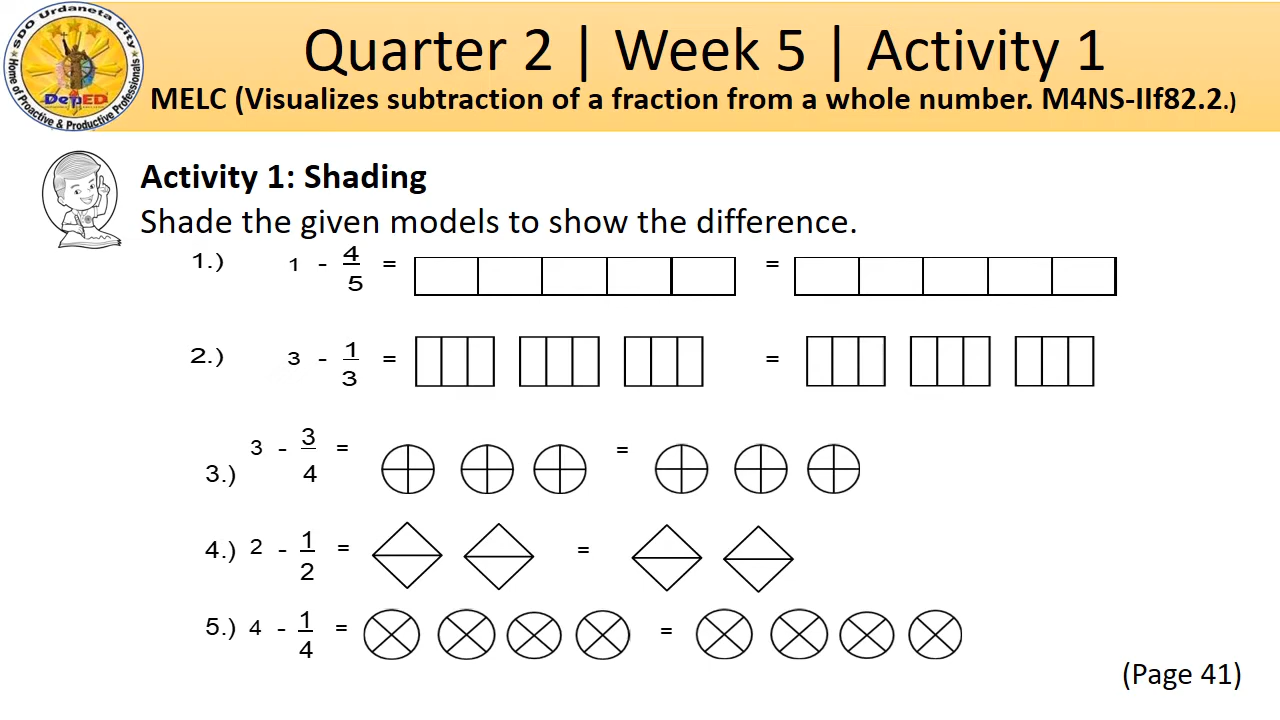 SDO Urdaneta City
Home of Proactive & Productive Professionals
DepED
Quarter 2 | Week 5 | Activity 1
MELC (Visualizes subtraction of a fraction from a whole number. M4NS-IIf82.2.)
Activity 1: Shading
Shade the given models to show the difference.
1.) 1 - 4/5 = =
2.) 3 - 1/3 = =
3.) 3 - 3/4 = =
4.) 2 - 1/2 = =
5.) 4 - 1/4 = =
(Page 41)